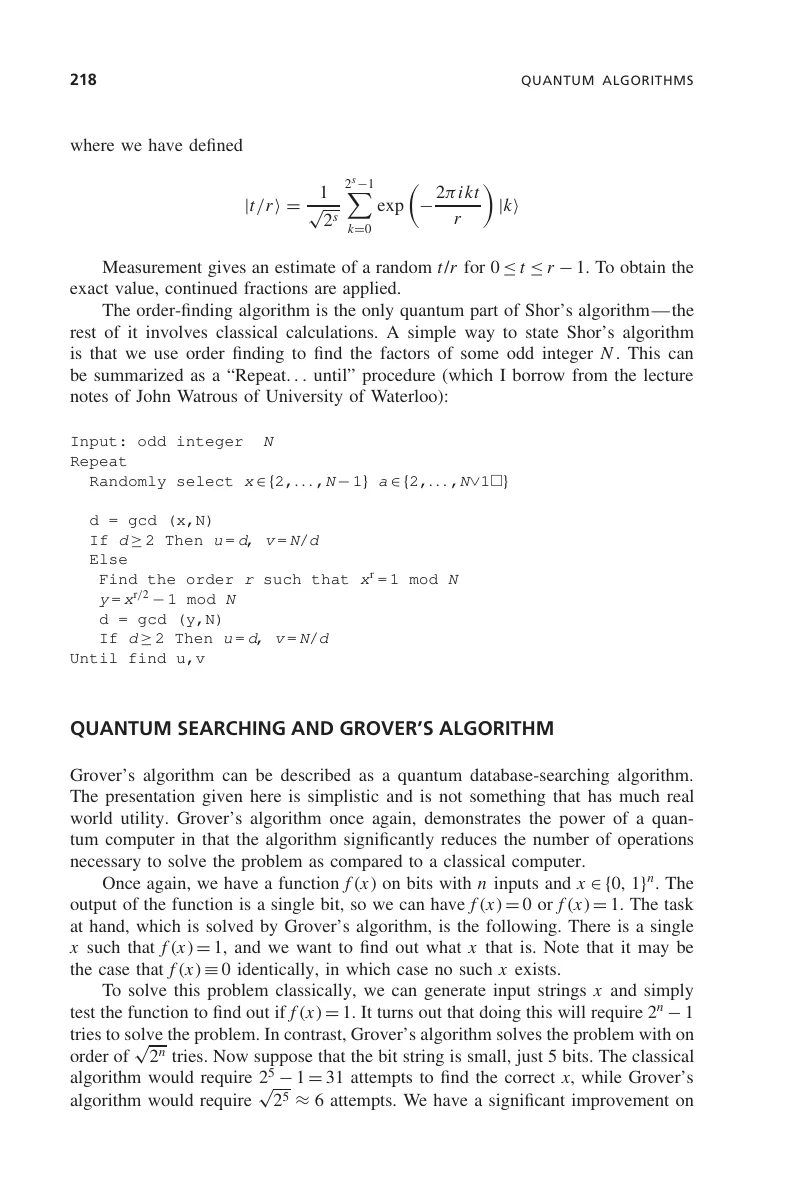 218 QUANTUM ALGORITHMS
where we have defined
|t/r⟩ = 1/√2^s ∑_{k=0}^{2^s−1} exp(−2πikt/r) |k⟩
Measurement gives an estimate of a random t/r for 0 ≤ t ≤ r − 1. To obtain the
exact value, continued fractions are applied.
The order-finding algorithm is the only quantum part of Shor’s algorithm—the
rest of it involves classical calculations. A simple way to state Shor’s algorithm
is that we use order finding to find the factors of some odd integer N. This can
be summarized as a “Repeat... until” procedure (which I borrow from the lecture
notes of John Watrous of University of Waterloo):
Input: odd integer N
Repeat
Randomly select x∈{2,...,N−1} a∈{2,...,N∨1□}
d = gcd (x,N)
If d≥2 Then u=d, v=N/d
Else
Find the order r such that x^r=1 mod N
y=x^{r/2}−1 mod N
d = gcd (y,N)
If d≥2 Then u=d, v=N/d
Until find u,v
QUANTUM SEARCHING AND GROVER’S ALGORITHM
Grover’s algorithm can be described as a quantum database-searching algorithm.
The presentation given here is simplistic and is not something that has much real
world utility. Grover’s algorithm once again, demonstrates the power of a quan-
tum computer in that the algorithm significantly reduces the number of operations
necessary to solve the problem as compared to a classical computer.
Once again, we have a function f(x) on bits with n inputs and x ∈ {0, 1}^n. The
output of the function is a single bit, so we can have f(x) = 0 or f(x) = 1. The task
at hand, which is solved by Grover’s algorithm, is the following. There is a single
x such that f(x) = 1, and we want to find out what x that is. Note that it may be
the case that f(x) ≡ 0 identically, in which case no such x exists.
To solve this problem classically, we can generate input strings x and simply
test the function to find out if f(x) = 1. It turns out that doing this will require 2^n − 1
tries to solve the problem. In contrast, Grover’s algorithm solves the problem with on
order of √2^n tries. Now suppose that the bit string is small, just 5 bits. The classical
algorithm would require 2^5 − 1 = 31 attempts to find the correct x, while Grover’s
algorithm would require √2^5 ≈ 6 attempts. We have a significant improvement on